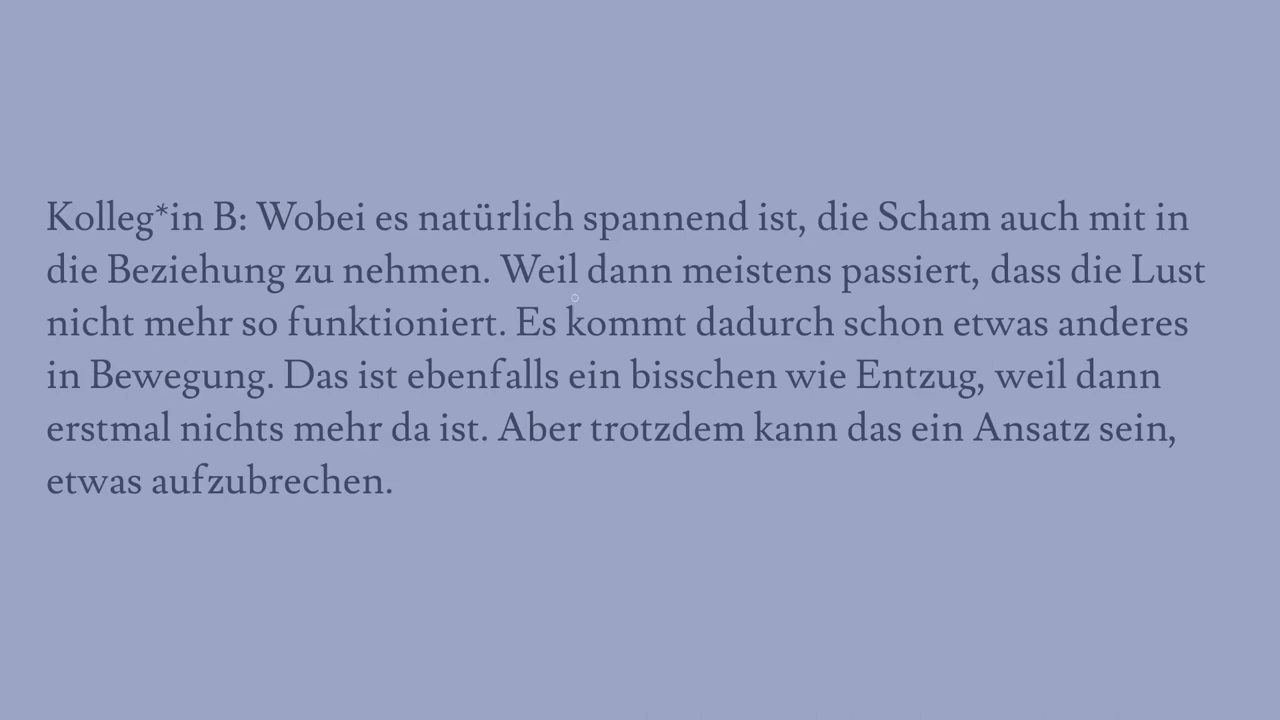 Kolleg*in B: Wobei es natürlich spannend ist, die Scham auch mit in
die Beziehung zu nehmen. Weil dann meistens passiert, dass die Lust
nicht mehr so funktioniert. Es kommt dadurch schon etwas anderes
in Bewegung. Das ist ebenfalls ein bisschen wie Entzug, weil dann
erstmal nichts mehr da ist. Aber trotzdem kann das ein Ansatz sein,
etwas aufzubrechen.